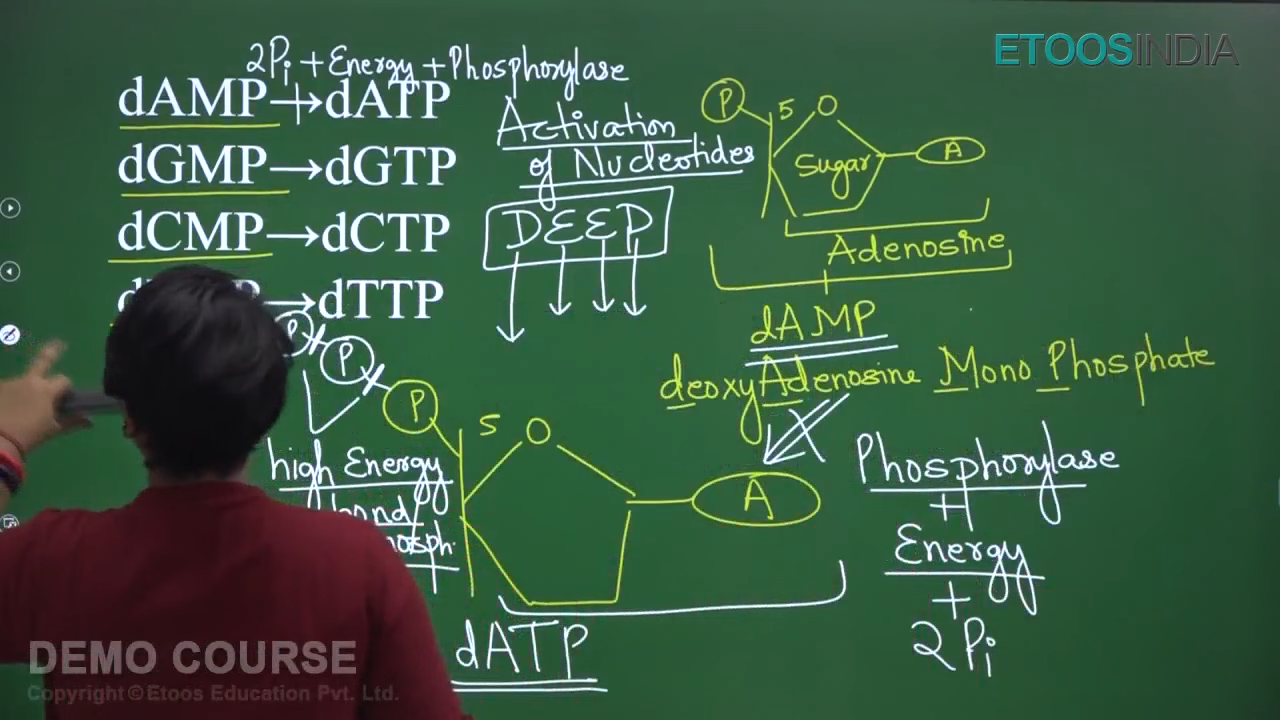 ETOOSINDIA
2Pi + Energy + Phosphorylase
dAMP→dATP
dGMP→dGTP
dCMP→dCTP
→dTTP
Activation
of Nucleotides
DEEP
P 5 O
Sugar A
Adenosine
dAMP
deoxyAdenosine Mono Phosphate
P P P 5 O
A
high Energy
bond
dATP
Phosphorylase
+
Energy
+
2Pi
DEMO COURSE
Copyright © Etoos Education Pvt. Ltd.